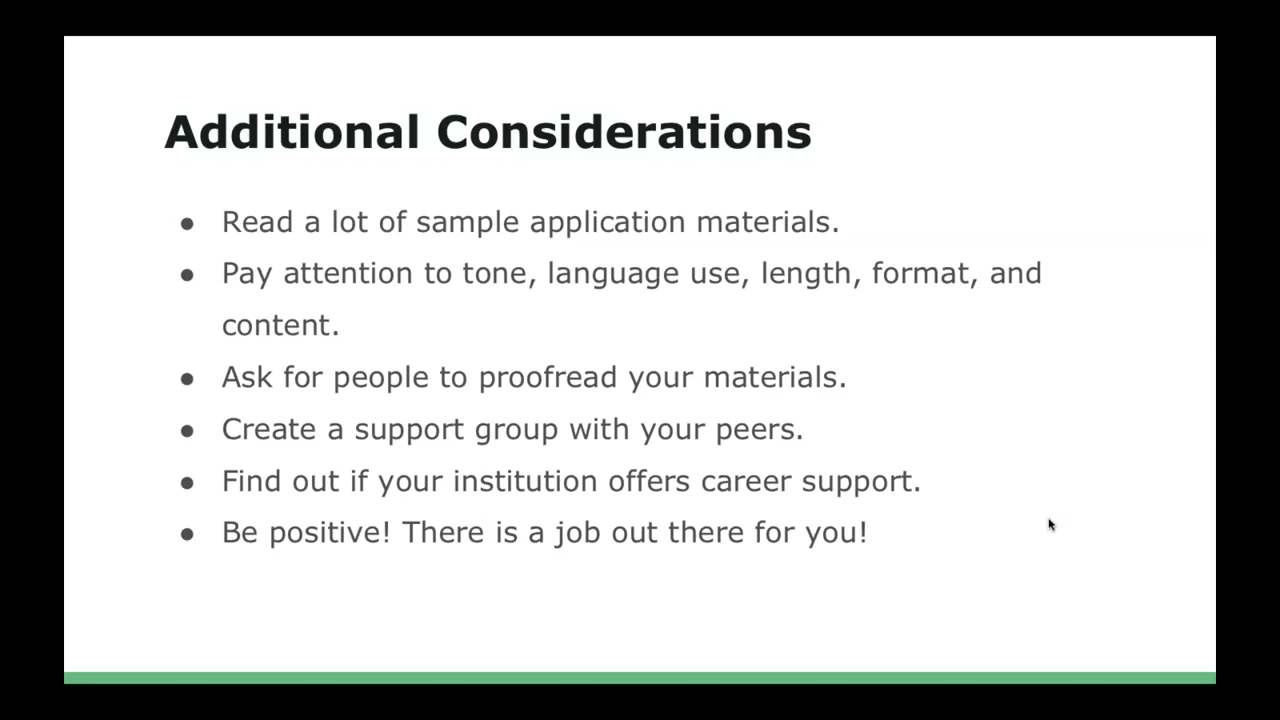 Additional Considerations
● Read a lot of sample application materials.
● Pay attention to tone, language use, length, format, and
content.
● Ask for people to proofread your materials.
● Create a support group with your peers.
● Find out if your institution offers career support.
● Be positive! There is a job out there for you!